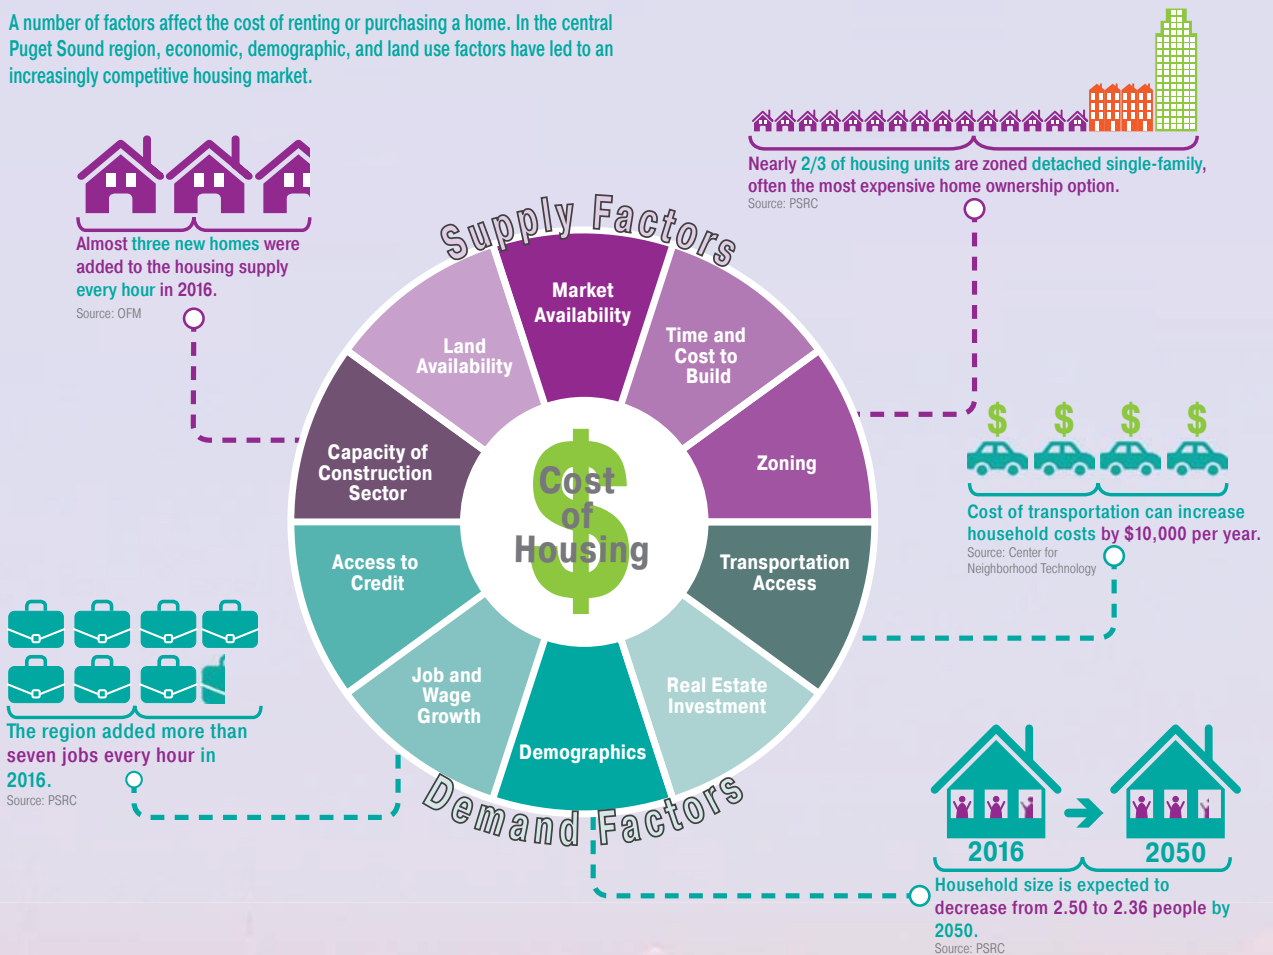 A number of factors affect the cost of renting or purchasing a home. In the central
Puget Sound region, economic, demographic, and land use factors have led to an
increasingly competitive housing market.
Almost three new homes were
added to the housing supply
every hour in 2016.
Source: OFM
Nearly 2/3 of housing units are zoned detached single-family,
often the most expensive home ownership option.
Source: PSRC
Supply Factors
Market
Availability
Time and
Cost to
Build
Land
Availability
Capacity of
Construction
Sector
Zoning
$
Cost
of
Housing
Access to
Credit
Transportation
Access
Job and
Wage
Growth
Real Estate
Investment
Demographics
Demand Factors
$ $ $ $
Cost of transportation can increase
household costs by $10,000 per year.
Source: Center for
Neighborhood Technology
The region added more than
seven jobs every hour in
2016.
Source: PSRC
2016 2050
Household size is expected to
decrease from 2.50 to 2.36 people by
2050.
Source: PSRC